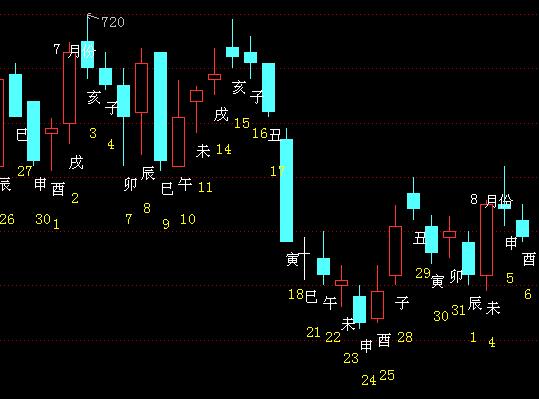 720
7 月份
亥
子
3
4
巳
27
辰
26
申
30
酉
1
戌
2
卯
7
辰
8
巳
9
午
10
未
11
戌
14
亥
15
子
16
丑
17
寅
18
巳
21
午
22
未
23
申
24
酉
25
子
28
丑
29
寅
30
卯
31
辰
1
未
4
8 月份
申
5
酉
6